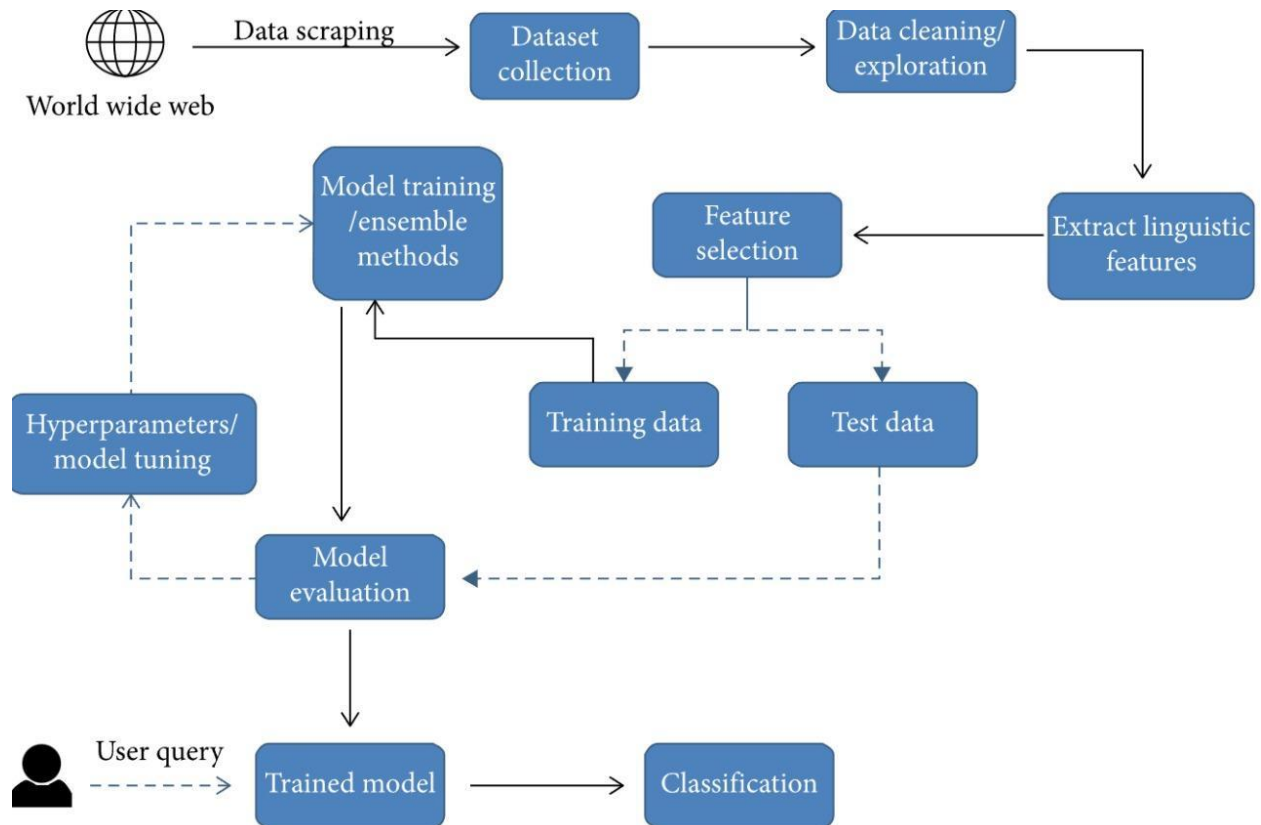 Data scraping
World wide web
Dataset
collection
Data cleaning/
exploration
Model training
/ensemble
methods
Feature
selection
Extract linguistic
features
Hyperparameters/
model tuning
Training data
Test data
Model
evaluation
User query
Trained model
Classification